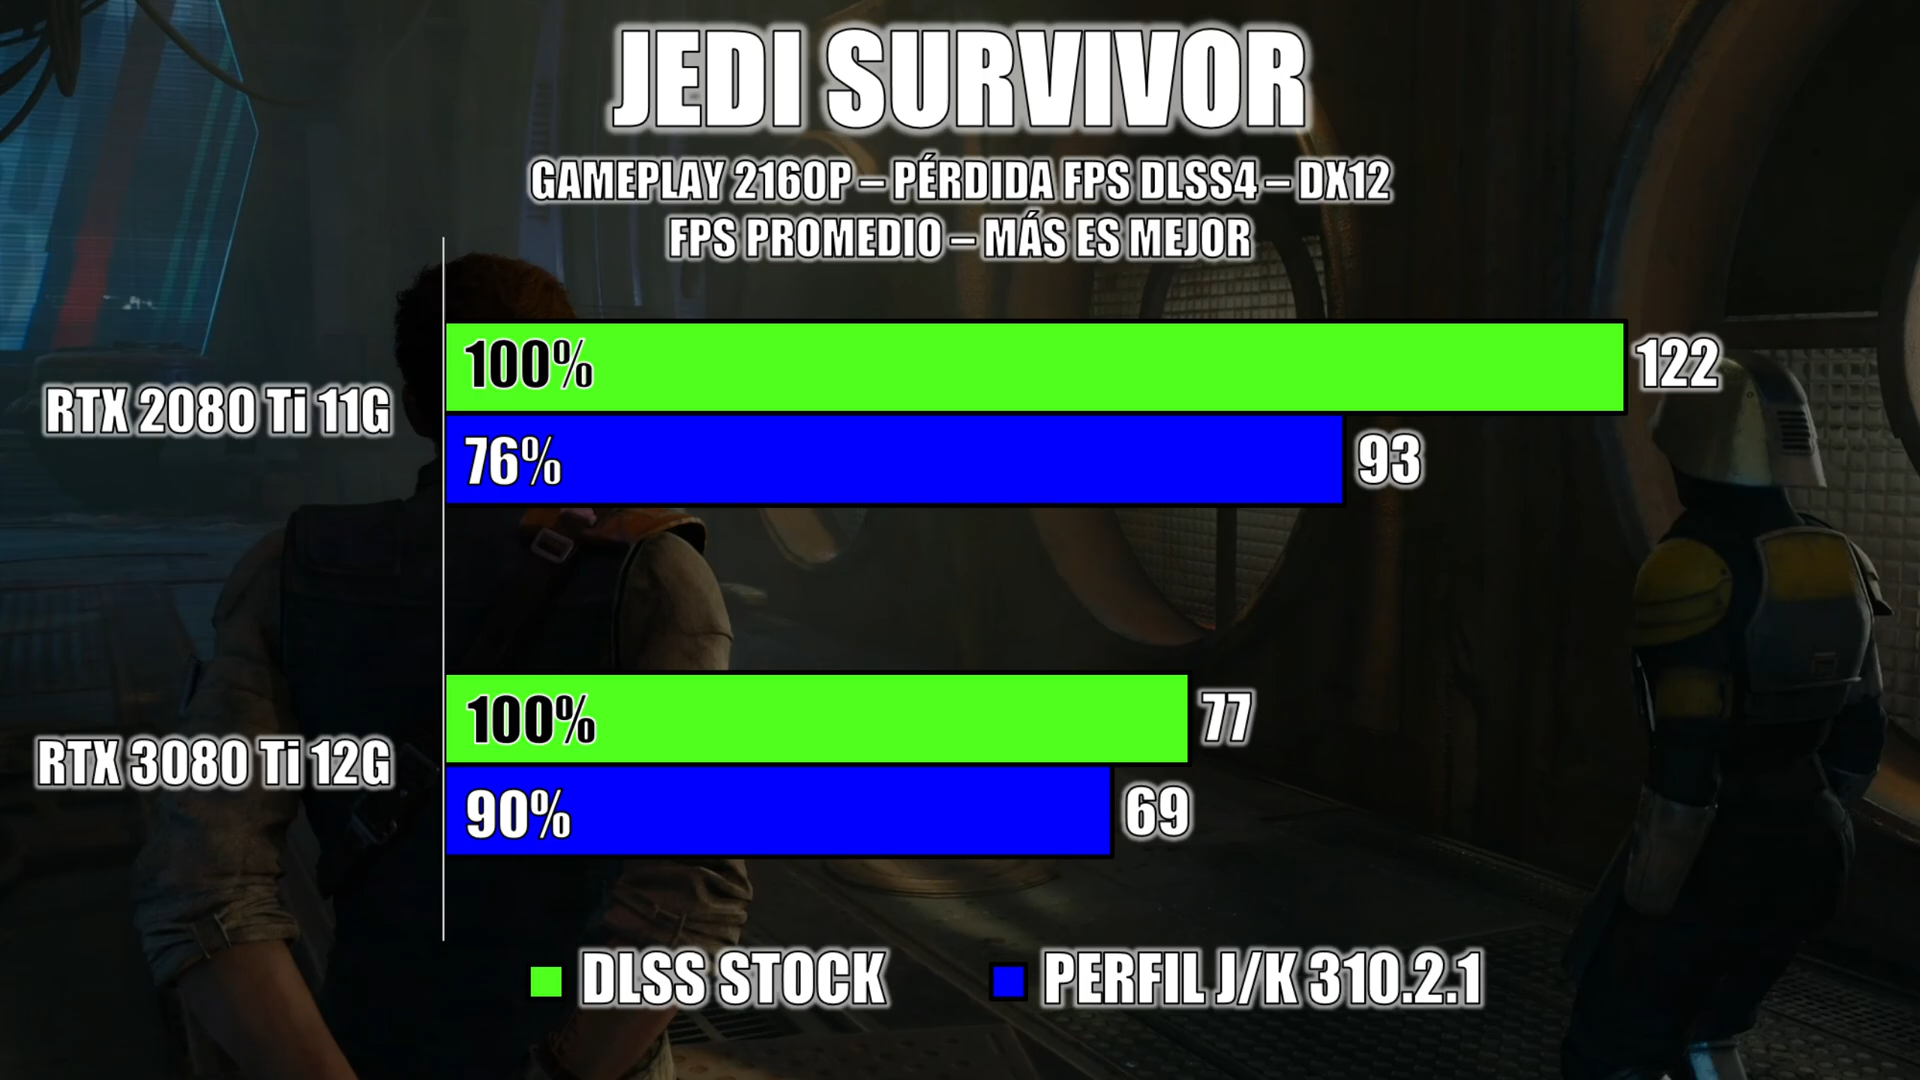 JEDI SURVIVOR
GAMEPLAY 2160P – PÉRDIDA FPS DLSS4 – DX12
FPS PROMEDIO – MÁS ES MEJOR
100%
122
RTX 2080 Ti 11G
76%
93
100%
77
RTX 3080 Ti 12G
90%
69
DLSS STOCK
PERFIL J/K 310.2.1